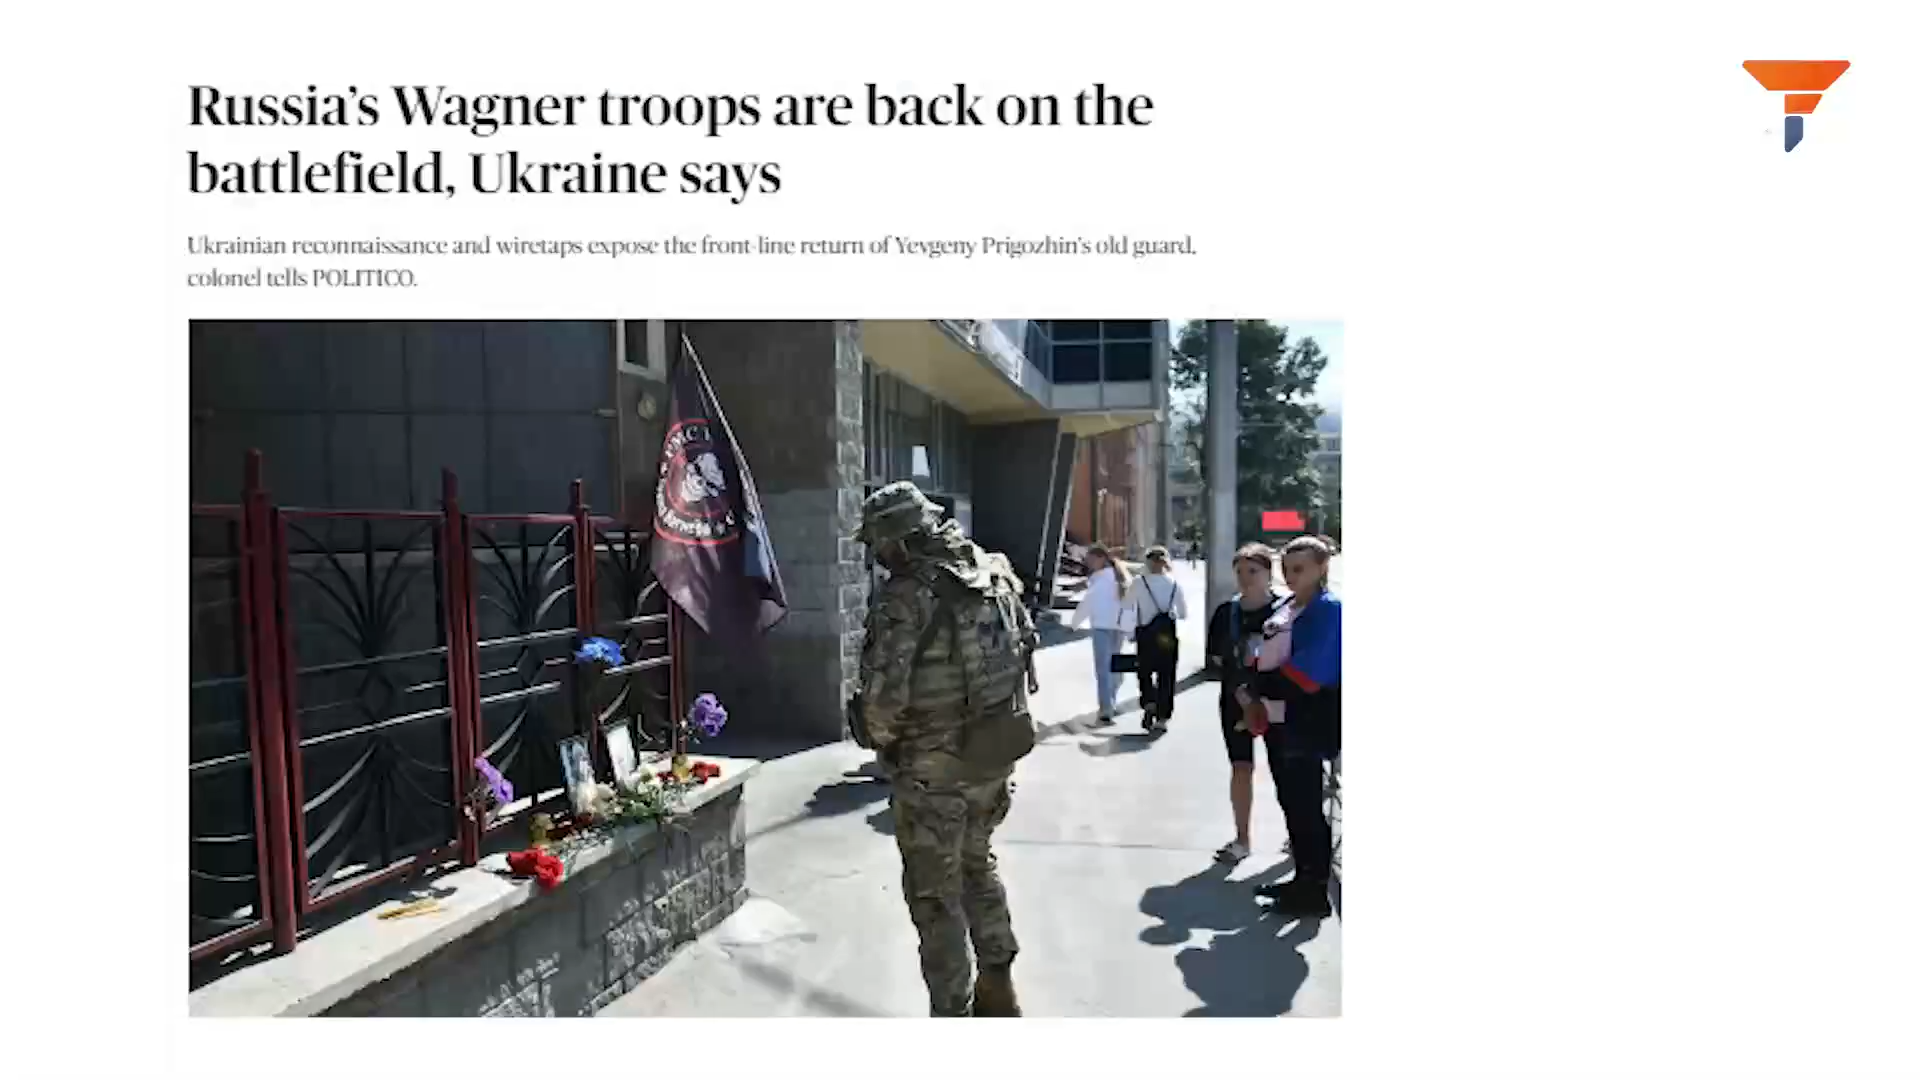 Russia's Wagner troops are back on the
battlefield, Ukraine says
Ukrainian reconnaissance and wiretaps expose the front-line return of Yevgeny Prigozhin's old guard,
colonel tells POLITICO.
PMC